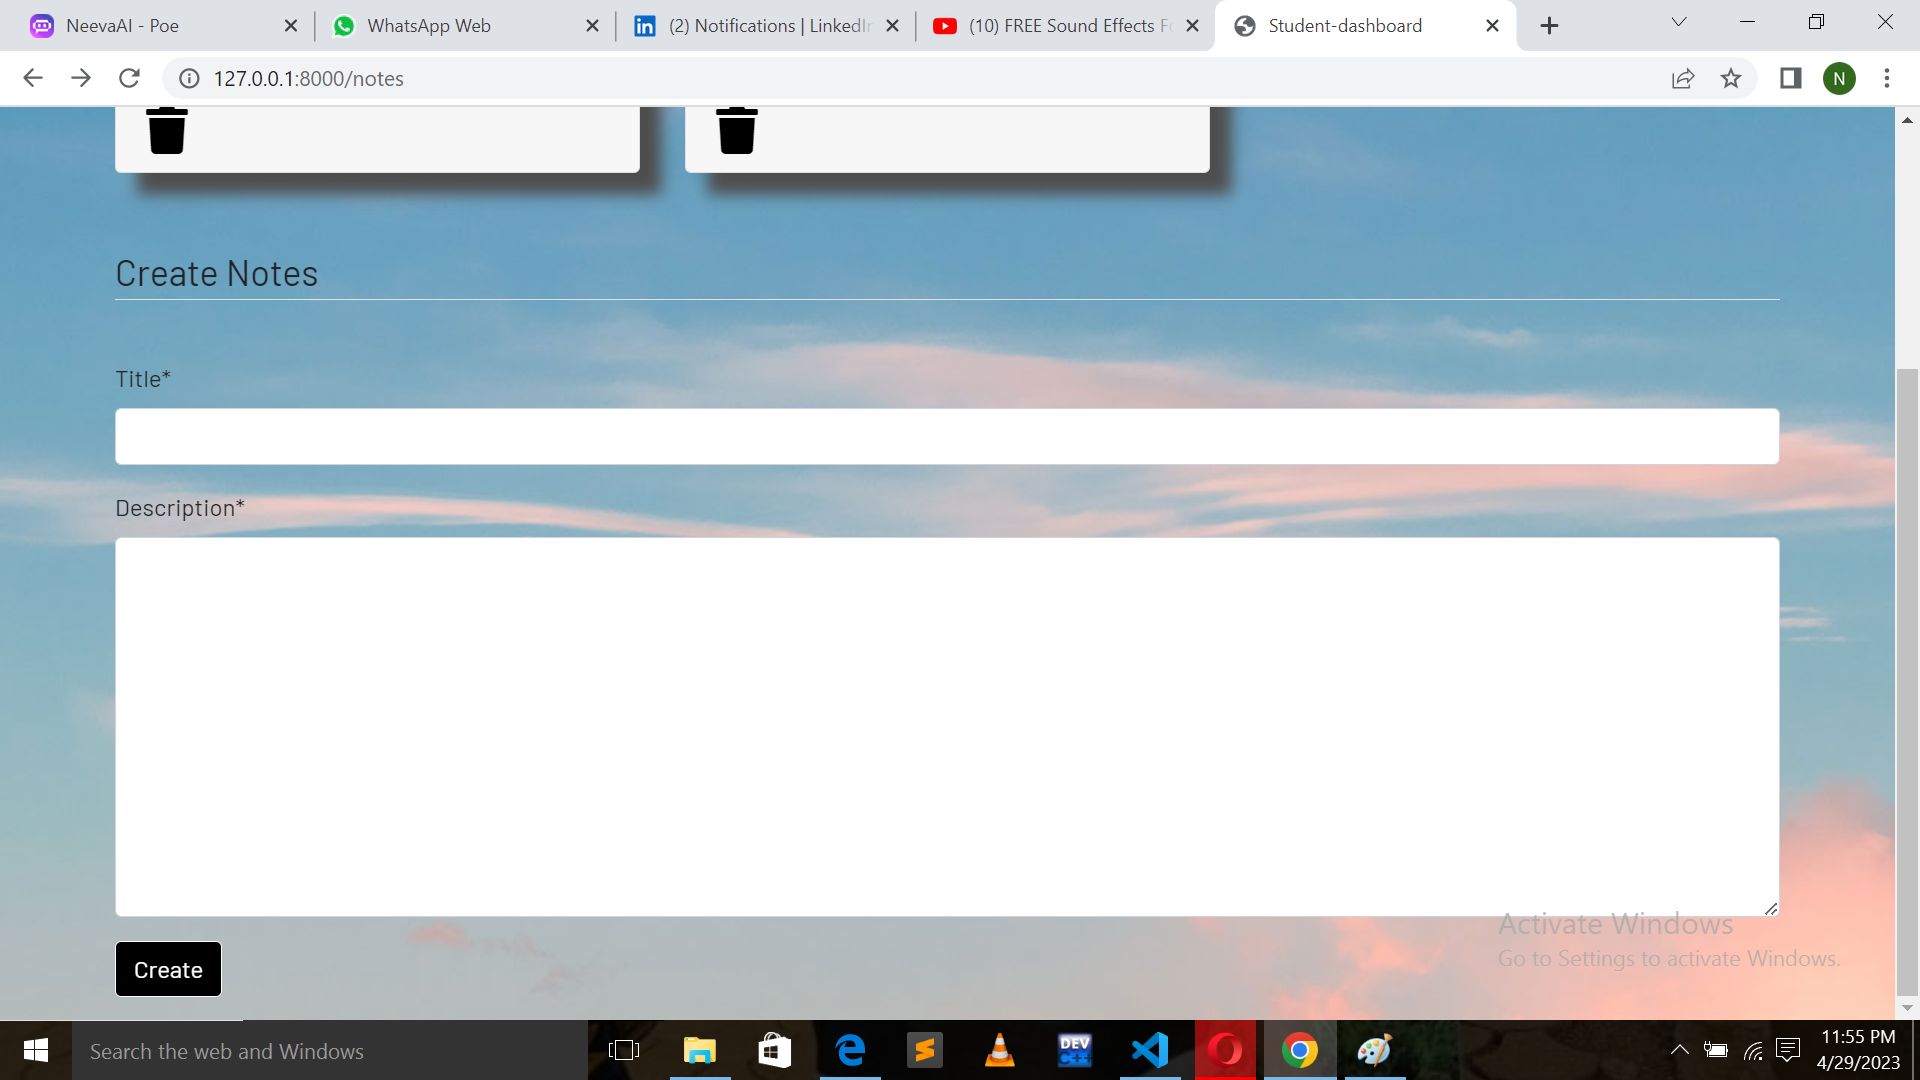 NeevaAI - Poe
WhatsApp Web
(2) Notifications | LinkedIn
(10) FREE Sound Effects Fo
Student-dashboard
127.0.0.1:8000/notes
N
Create Notes
Title*
Description*
Create
Activate Windows
Go to Settings to activate Windows.
Search the web and Windows
DEV
C++
11:55 PM
4/29/2023